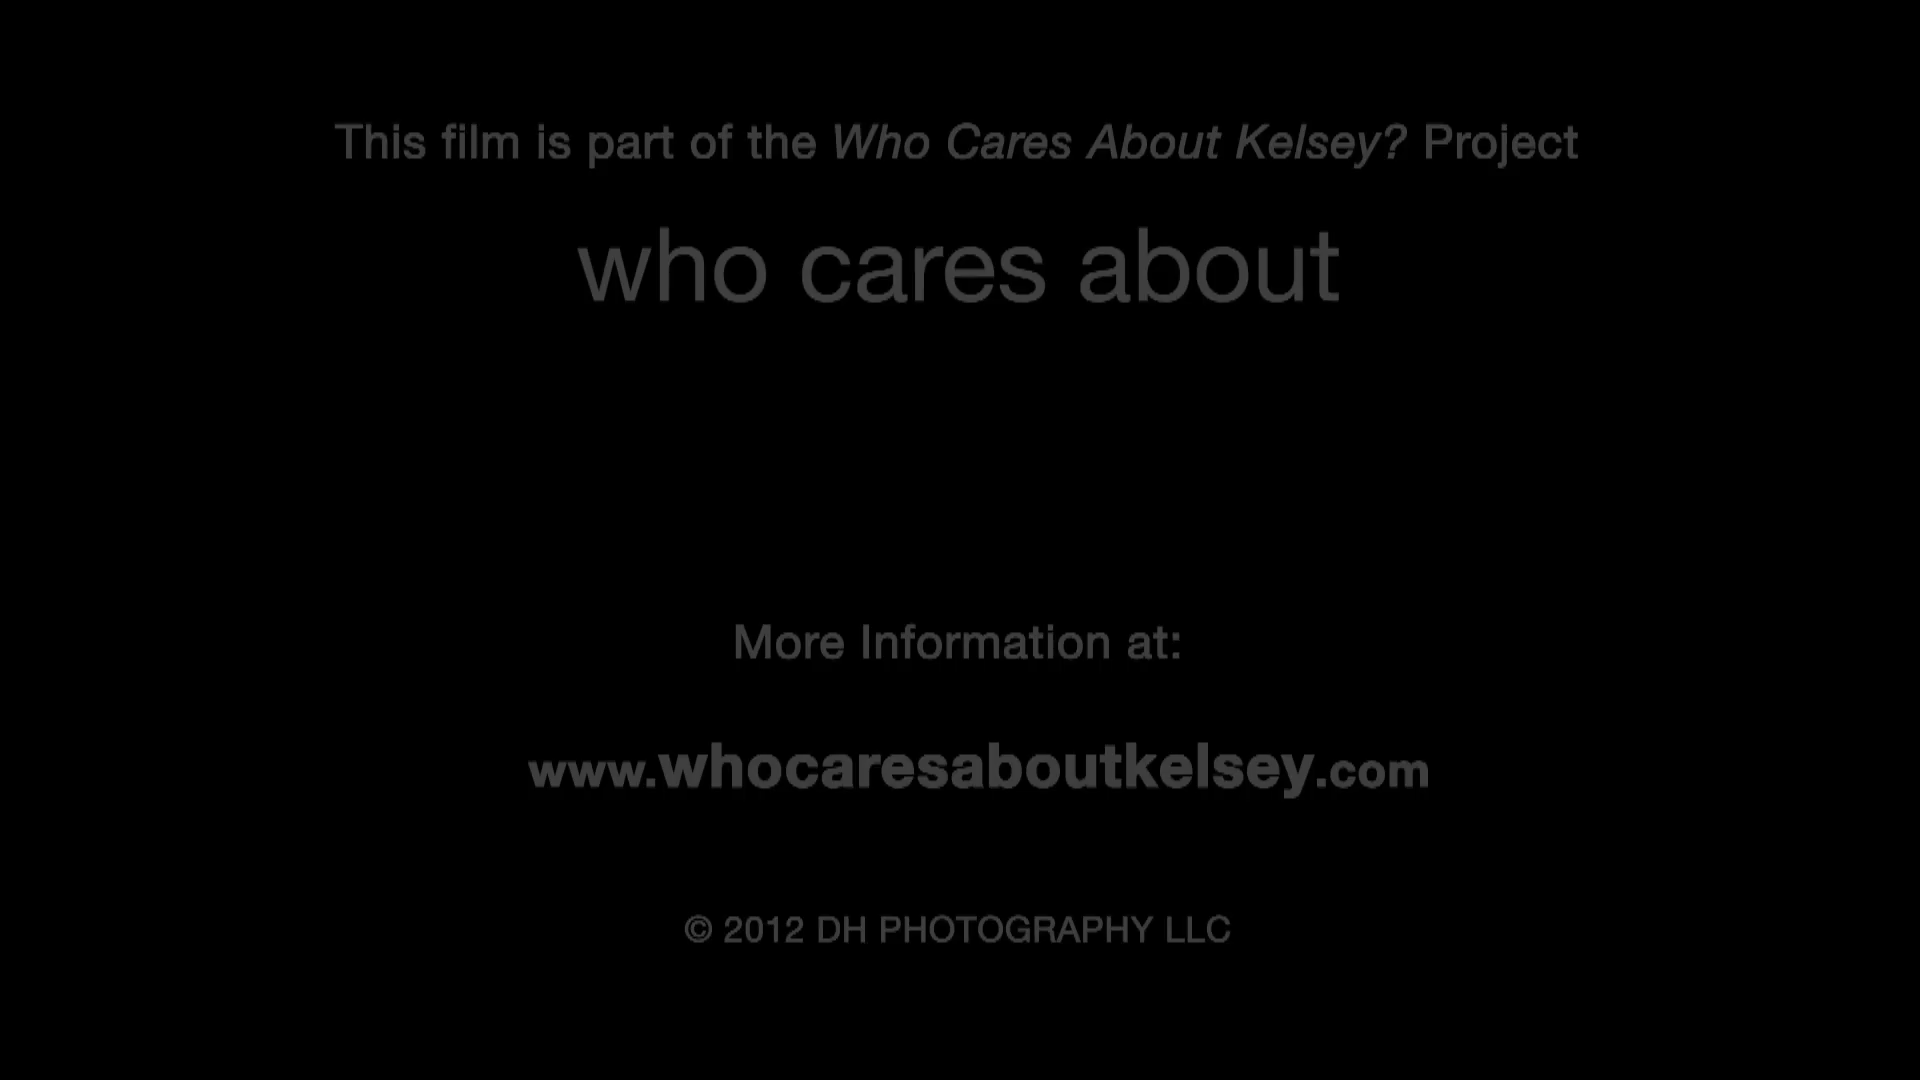 This film is part of the Who Cares About Kelsey? Project
who cares about
More Information at:
www.whocaresaboutkelsey.com
© 2012 DH PHOTOGRAPHY LLC